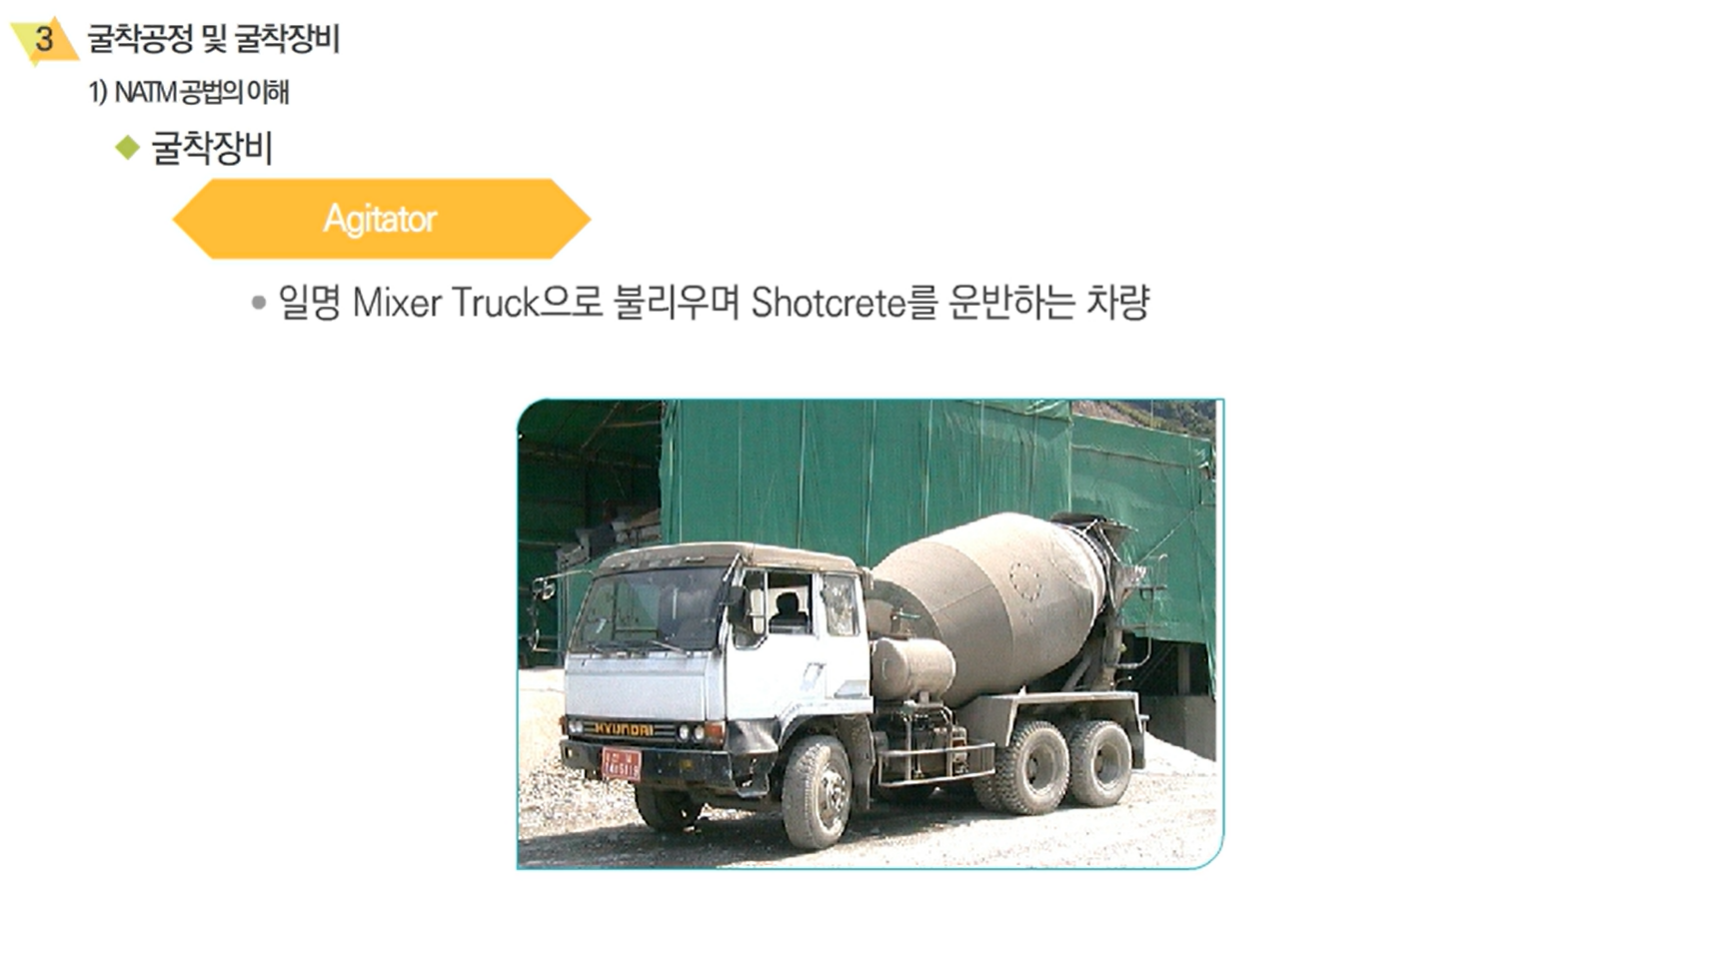 3 굴착공정 및 굴착장비
1) NATM 공법의 이해
굴착장비
Agitator
일명 Mixer Truck으로 불리우며 Shotcrete를 운반하는 차량
HYUNDAI